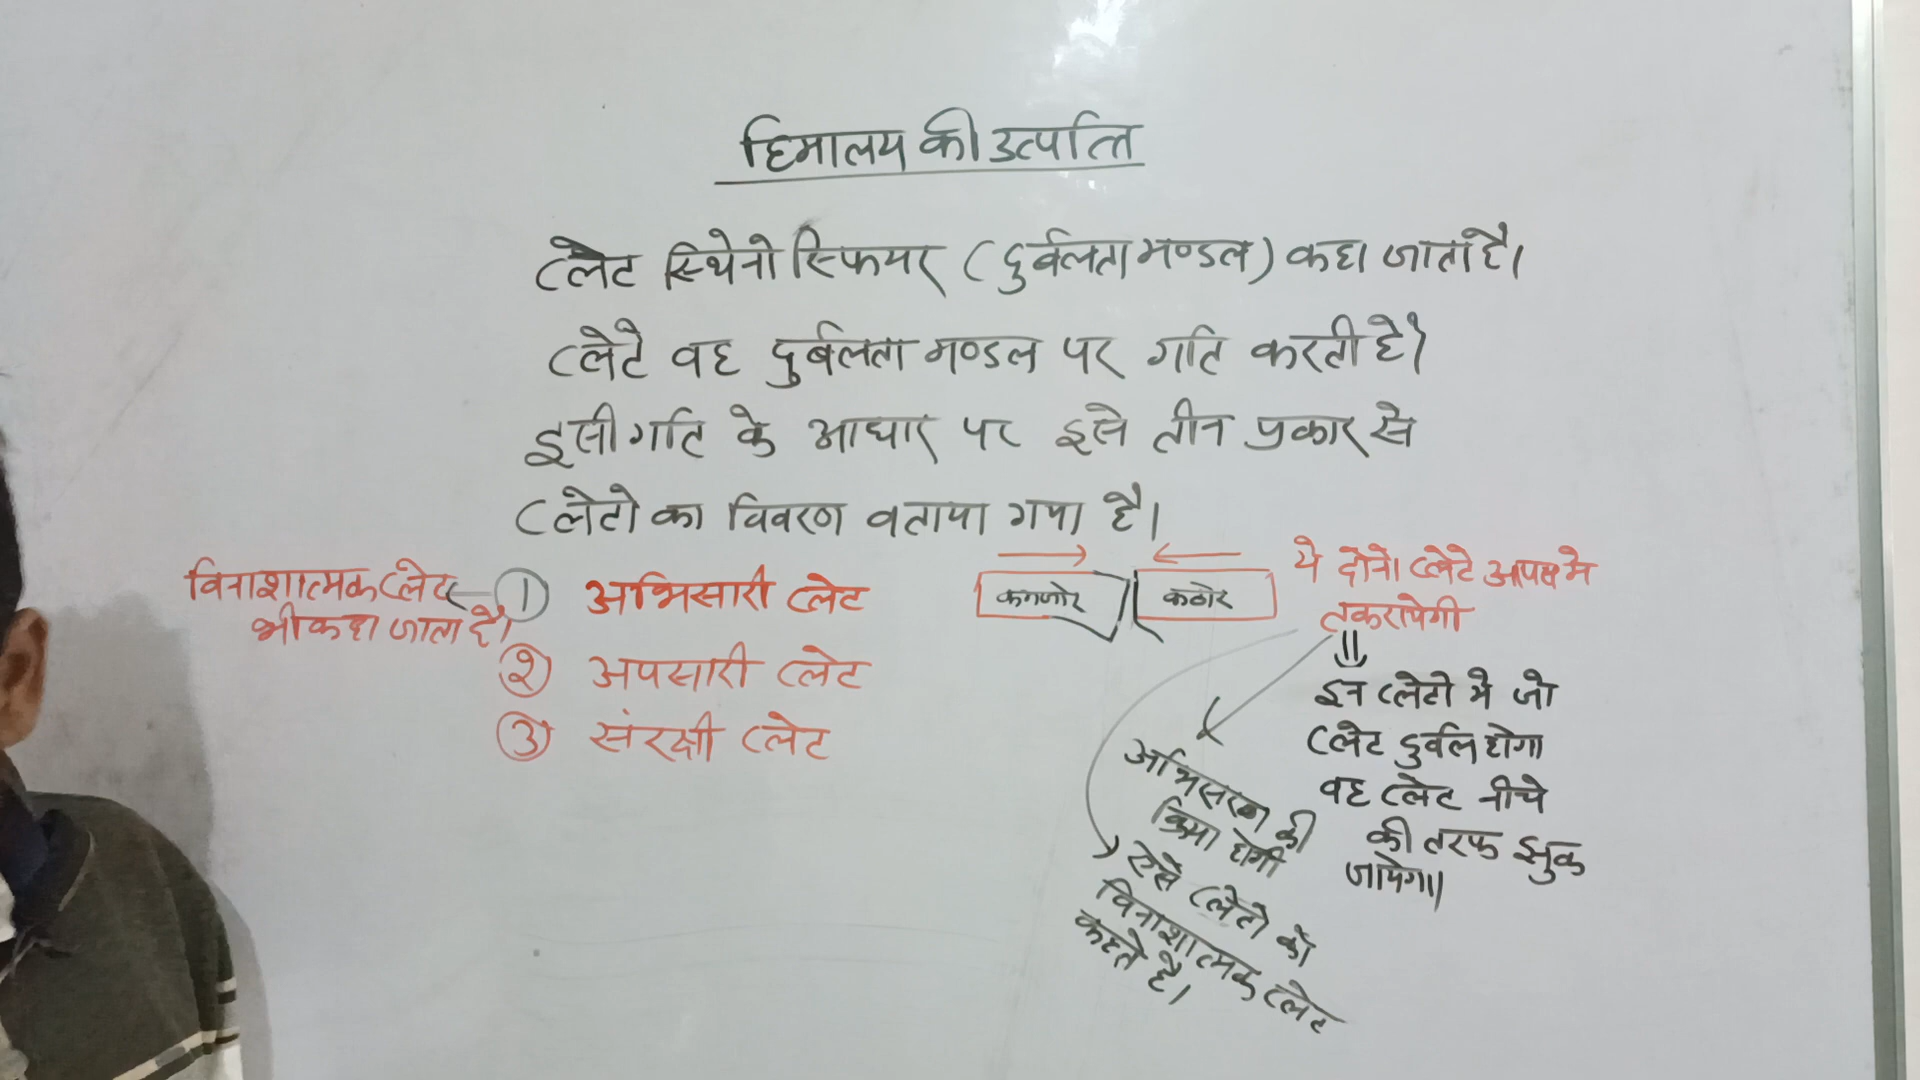 हिमालय की उत्पत्ति
प्लेट स्थिेनो स्फियर (दुर्बलता मण्डल) कहा जाता है।
प्लेटे वह दुर्बलता मण्डल पर गति करती है।
इसी गति के आधार पर इसे तीन प्रकार से
प्लेटो का विवरण बताया गया है।
विनाशात्मक प्लेट
भी कहा जाता है।
① अभिसारी प्लेट
② अपसारी प्लेट
③ संरक्षी प्लेट
कमजोर
कठोर
ये दोनो प्लेटे आपस मे
टकरायेगी
इन प्लेटो मे जो
प्लेट दुर्बल होगा
वह प्लेट नीचे
की तरफ झुक
जायेगा।
अभिसरण की
क्रिया होगी
ऐसे प्लेटो को
विनाशात्मक प्लेट
कहते है।